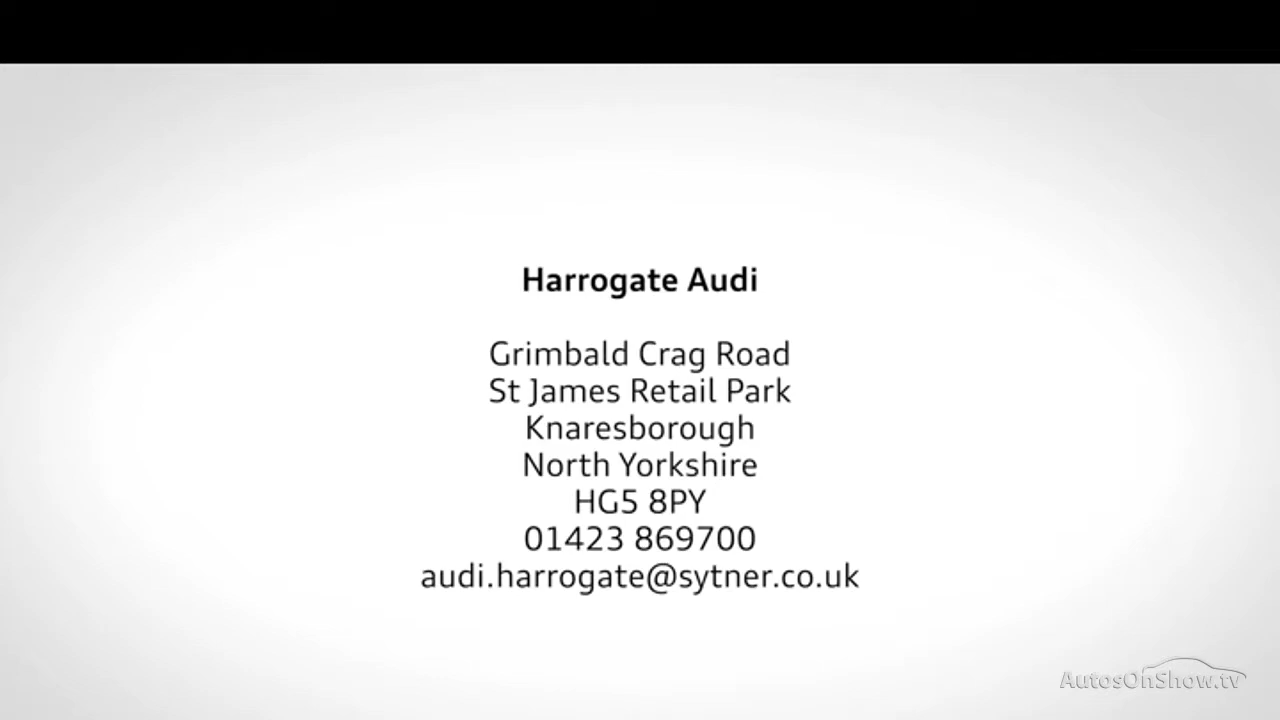 Harrogate Audi
Grimbald Crag Road
St James Retail Park
Knaresborough
North Yorkshire
HG5 8PY
01423 869700
audi.harrogate@sytner.co.uk
AutosOnShow.tv